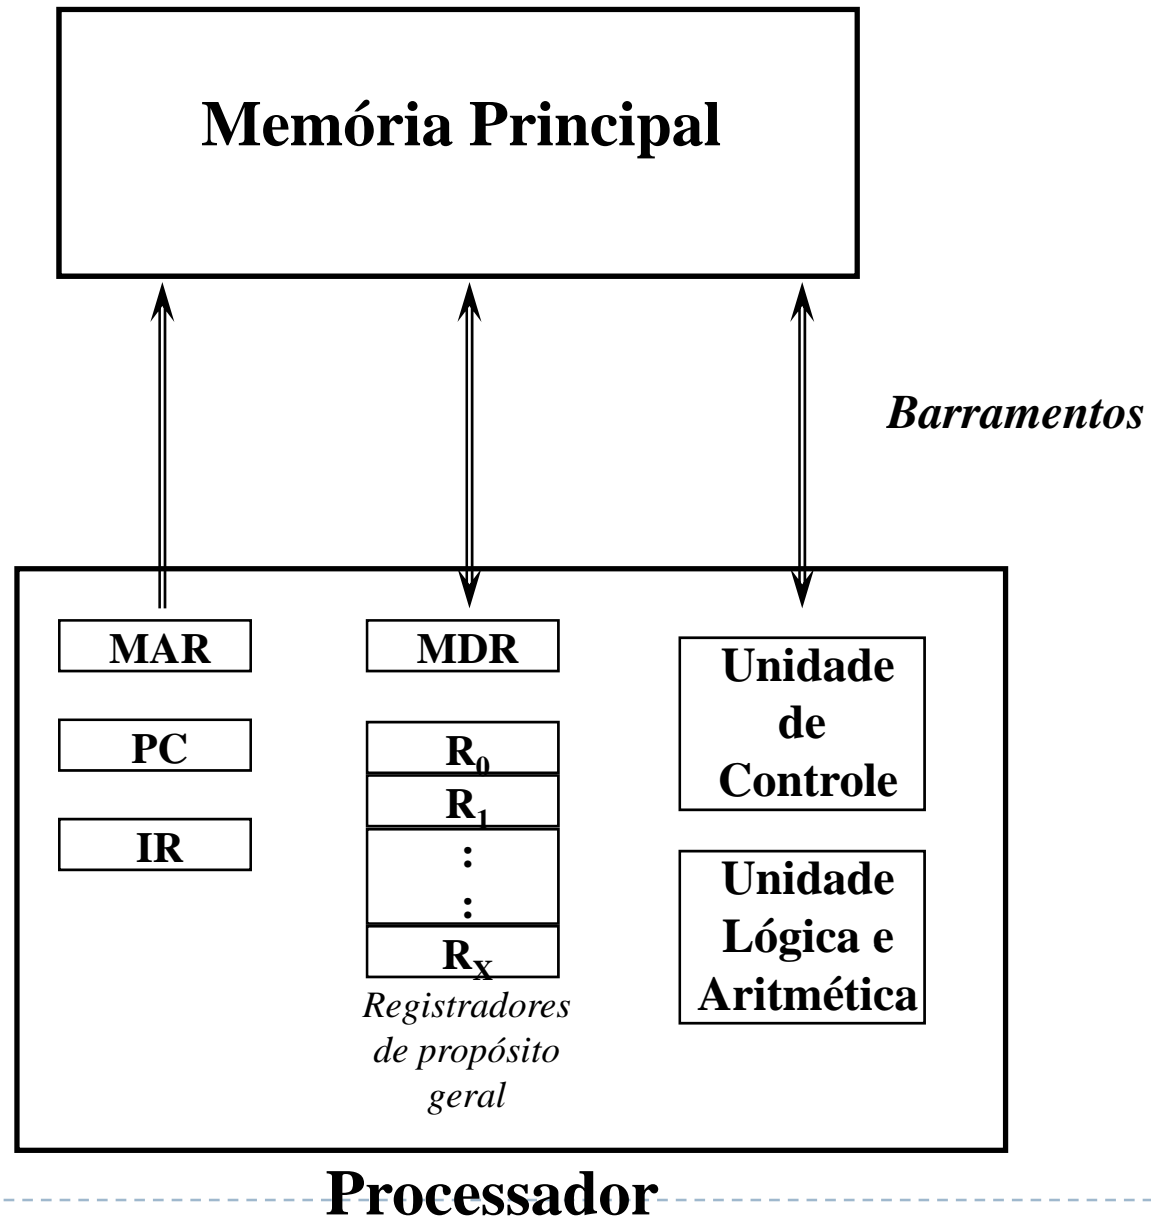 Memória Principal
Barramentos
MAR
PC
IR
MDR
R0
R1
:
:
RX
Registradores
de propósito
geral
Unidade
de
Controle
Unidade
Lógica e
Aritmética
Processador